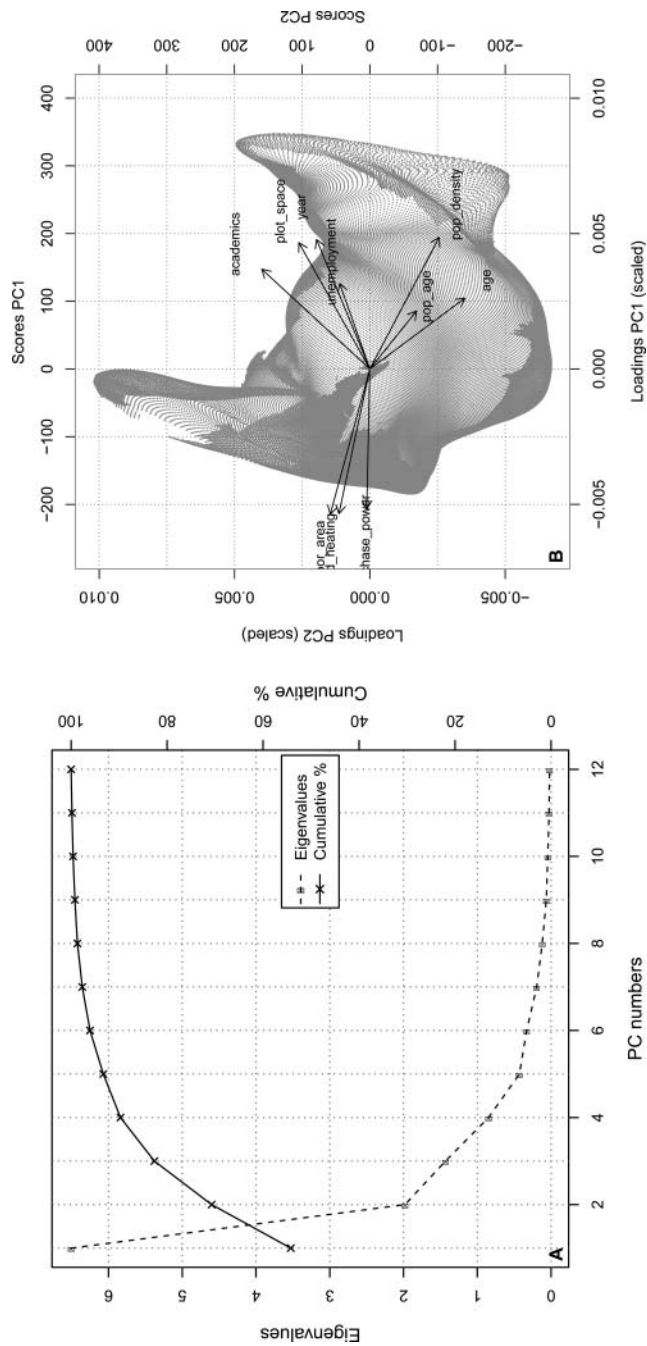 Eigenvalues
0 1 2 3 4 5 6
2 4 6 8 10 12
PC numbers
0 20 40 60 80 100
Cumulative %
Eigenvalues
Cumulative %
A
Scores PC1
−200 −100 0 100 200 300 400
Loadings PC2 (scaled)
−0.005 0.000 0.005 0.010
Scores PC2
−200 −100 0 100 200 300 400
academics
plot_space
year
unemployment
oor_area
d_heating
hase_power
pop_age
pop_density
age
B
−0.005 0.000 0.005 0.010
Loadings PC1 (scaled)